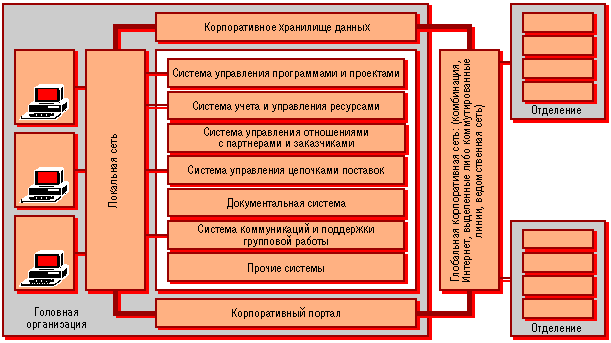 Корпоративное хранилище данных
Локальная сеть
Система управления программами и проектами
Система учета и управления ресурсами
Система управления отношениями
с партнерами и заказчиками
Система управления цепочками поставок
Документальная система
Система коммуникаций и поддержки
групповой работы
Прочие системы
Корпоративный портал
Головная
организация
Глобальная корпоративная сеть: (комбинация,
Интернет, выделенные либо коммутированные
линии, ведомственная сеть)
Отделение
Отделение